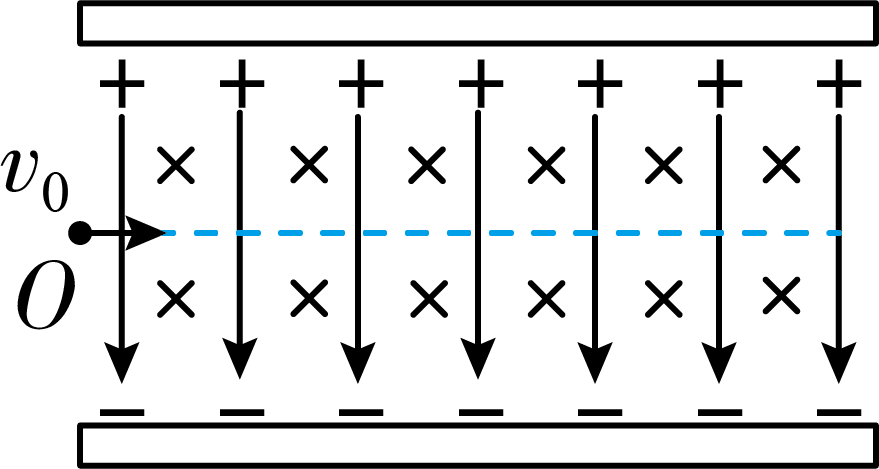 + + + + + + +
× × × × × ×
v₀
O
× × × × × ×
− − − − − − −